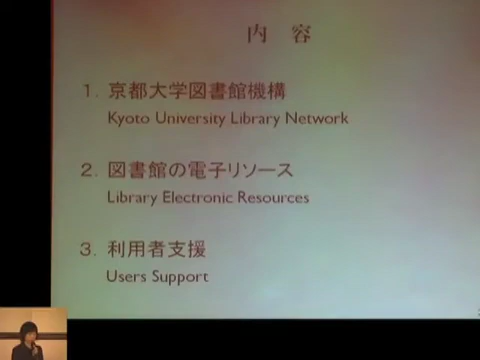 内 容
1. 京都大学図書館機構
Kyoto University Library Network
2. 図書館の電子リソース
Library Electronic Resources
3. 利用者支援
Users Support